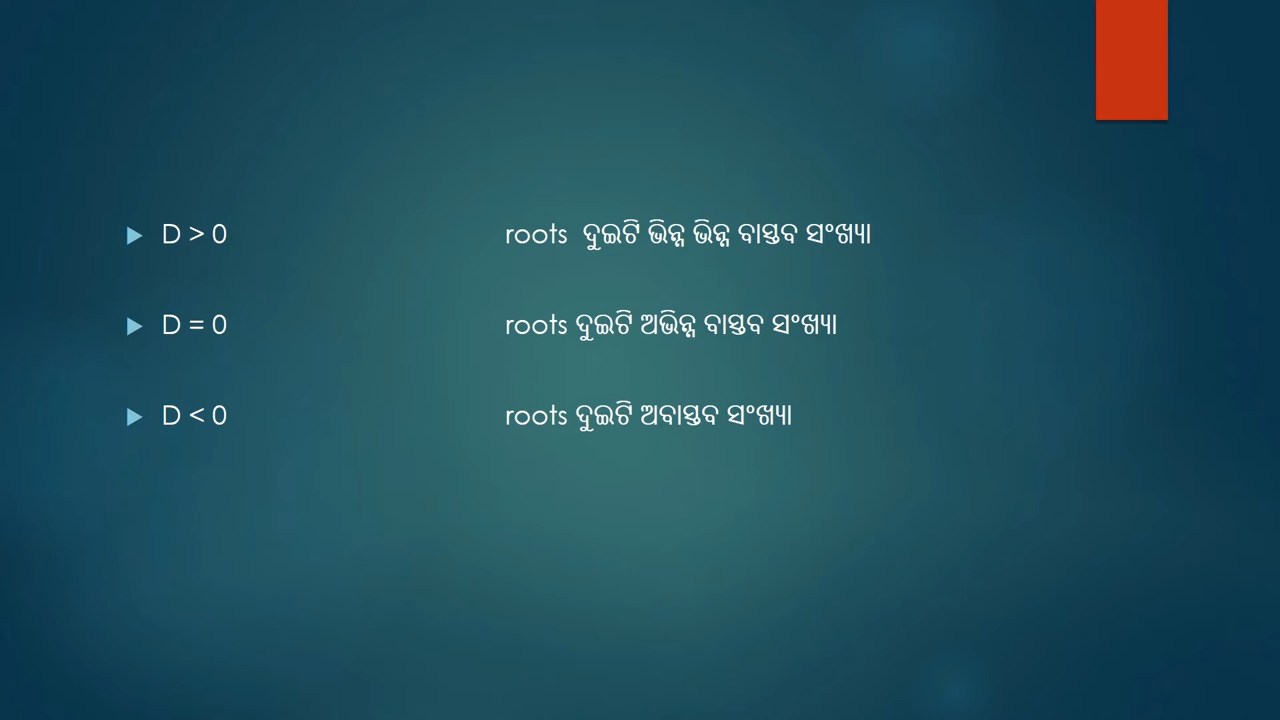 D > 0 roots ଦୁଇଟି ଭିନ୍ନ ଭିନ୍ନ ବାସ୍ତବ ସଂଖ୍ୟା
D = 0 roots ଦୁଇଟି ଅଭିନ୍ନ ବାସ୍ତବ ସଂଖ୍ୟା
D < 0 roots ଦୁଇଟି ଅବାସ୍ତବ ସଂଖ୍ୟା